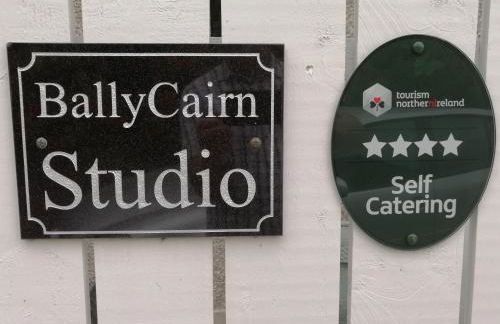 BallyCairn
Studio
tourism
northernireland
Self
Catering